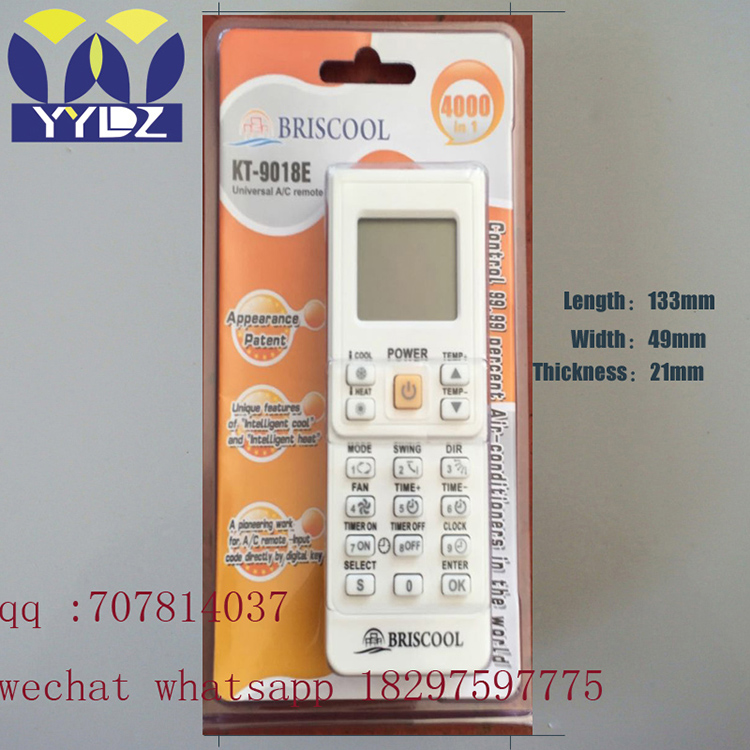 YYDZ
BRISCOOL
4000
in 1
KT-9018E
Universal A/C remote
Control 99.99 percent Air-conditioners in the world
Appearance
Patent
Unique features
of "Intelligent cool"
and "Intelligent heat"
A pioneering work
for A/C remote -Input
code directly by digital key
COOL POWER TEMP+
HEAT TEMP-
MODE SWING DIR
1 2 3
FAN TIME+ TIME-
4 5 6
TIMER ON TIMER OFF CLOCK
7 ON 8 OFF 9
SELECT ENTER
S 0 OK
BRISCOOL
Length: 133mm
Width: 49mm
Thickness: 21mm
qq :707814037
wechat whatsapp 18297597775